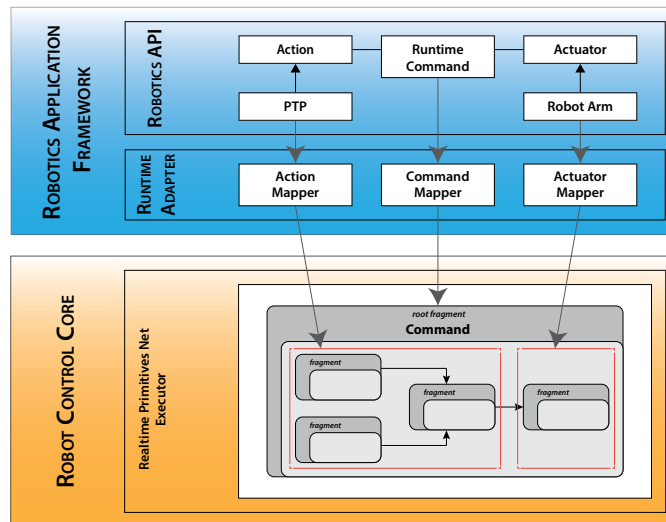 ROBOTICS APPLICATION
FRAMEWORK
ROBOTICS API
Action
Runtime
Command
Actuator
PTP
Robot Arm
RUNTIME
ADAPTER
Action
Mapper
Command
Mapper
Actuator
Mapper
ROBOT CONTROL CORE
Realtime Primitives Net
Executor
root fragment
Command
fragment
fragment
fragment
fragment